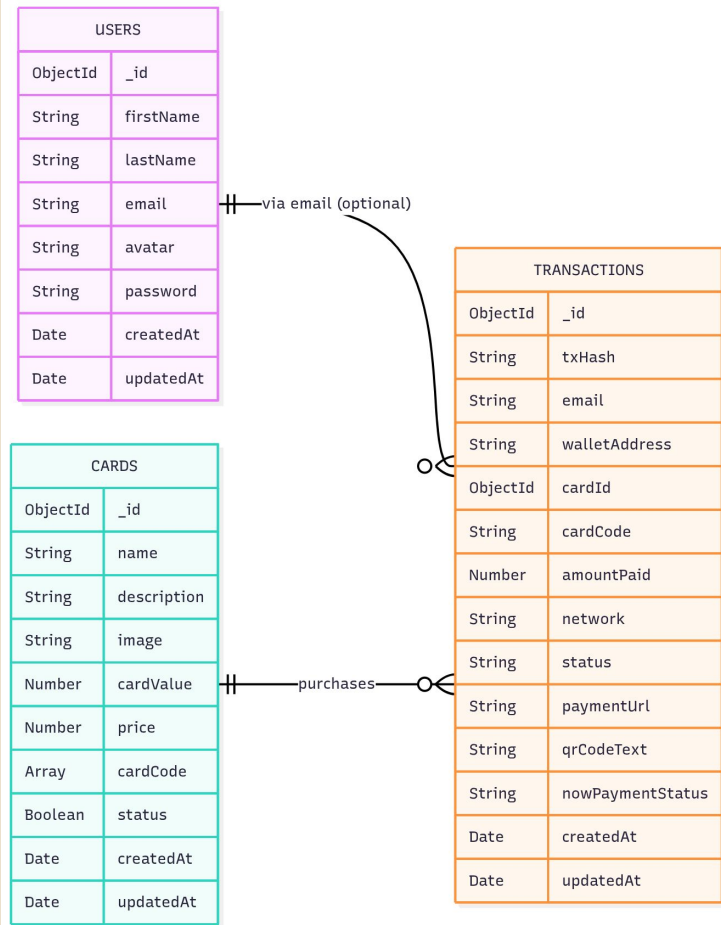 USERS
ObjectId _id
String firstName
String lastName
String email
String avatar
String password
Date createdAt
Date updatedAt
via email (optional)
TRANSACTIONS
ObjectId _id
String txHash
String email
String walletAddress
ObjectId cardId
String cardCode
Number amountPaid
String network
String status
String paymentUrl
String qrCodeText
String nowPaymentStatus
Date createdAt
Date updatedAt
CARDS
ObjectId _id
String name
String description
String image
Number cardValue
Number price
Array cardCode
Boolean status
Date createdAt
Date updatedAt
purchases